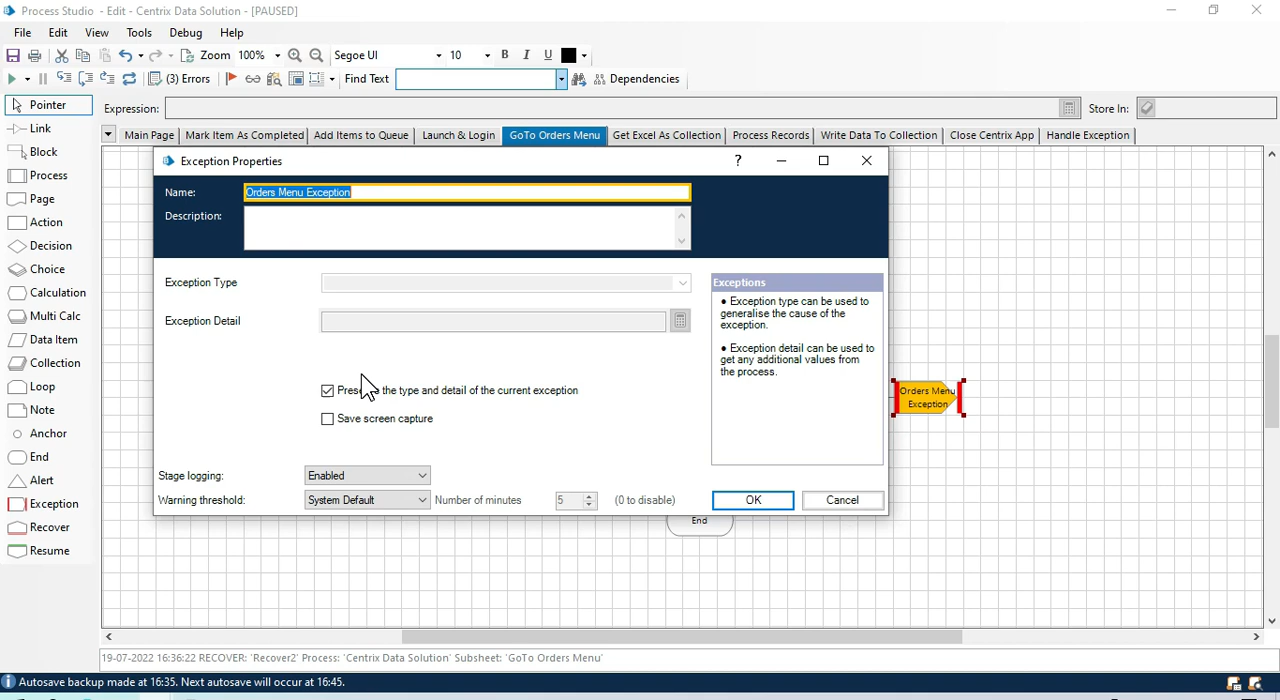 Process Studio - Edit - Centrix Data Solution - [PAUSED]
File Edit View Tools Debug Help
Zoom 100% Segoe UI 10 B I U
(3) Errors Find Text Dependencies
Pointer
Expression: Store In:
Link
Block
Process
Page
Action
Decision
Choice
Calculation
Multi Calc
Data Item
Collection
Loop
Note
Anchor
End
Alert
Exception
Recover
Resume
Main Page Mark Item As Completed Add Items to Queue Launch & Login GoTo Orders Menu Get Excel As Collection Process Records Write Data To Collection Close Centrix App Handle Exception
Exception Properties ?
Name: Orders Menu Exception
Description:
Exception Type
Exception Detail
the type and detail of the current exception
Save screen capture
Exceptions
• Exception type can be used to
generalise the cause of the
exception.
• Exception detail can be used to
get any additional values from
the process.
Stage logging: Enabled
Warning threshold: System Default Number of minutes 5 (0 to disable) OK Cancel
Orders Menu
Exception
End
19-07-2022 16:36:22 RECOVER: 'Recover2' Process: 'Centrix Data Solution' Subsheet: 'GoTo Orders Menu'
Autosave backup made at 16:35. Next autosave will occur at 16:45.